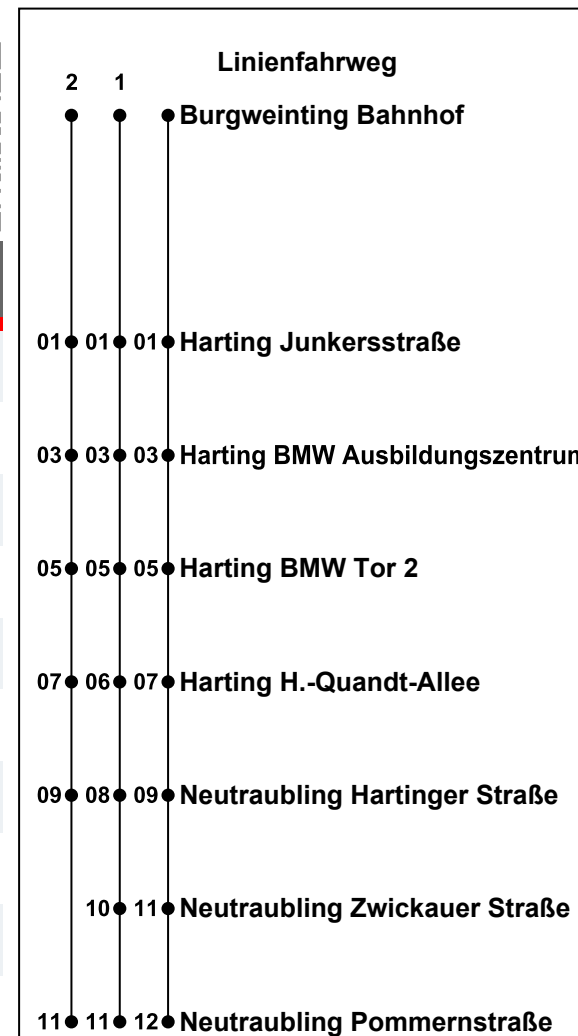 Linienfahrweg
2 1
Burgweinting Bahnhof
01 01 01 Harting Junkersstraße
03 03 03 Harting BMW Ausbildungszentrum
05 05 05 Harting BMW Tor 2
07 06 07 Harting H.-Quandt-Allee
09 08 09 Neutraubling Hartinger Straße
10 11 Neutraubling Zwickauer Straße
11 11 12 Neutraubling Pommernstraße